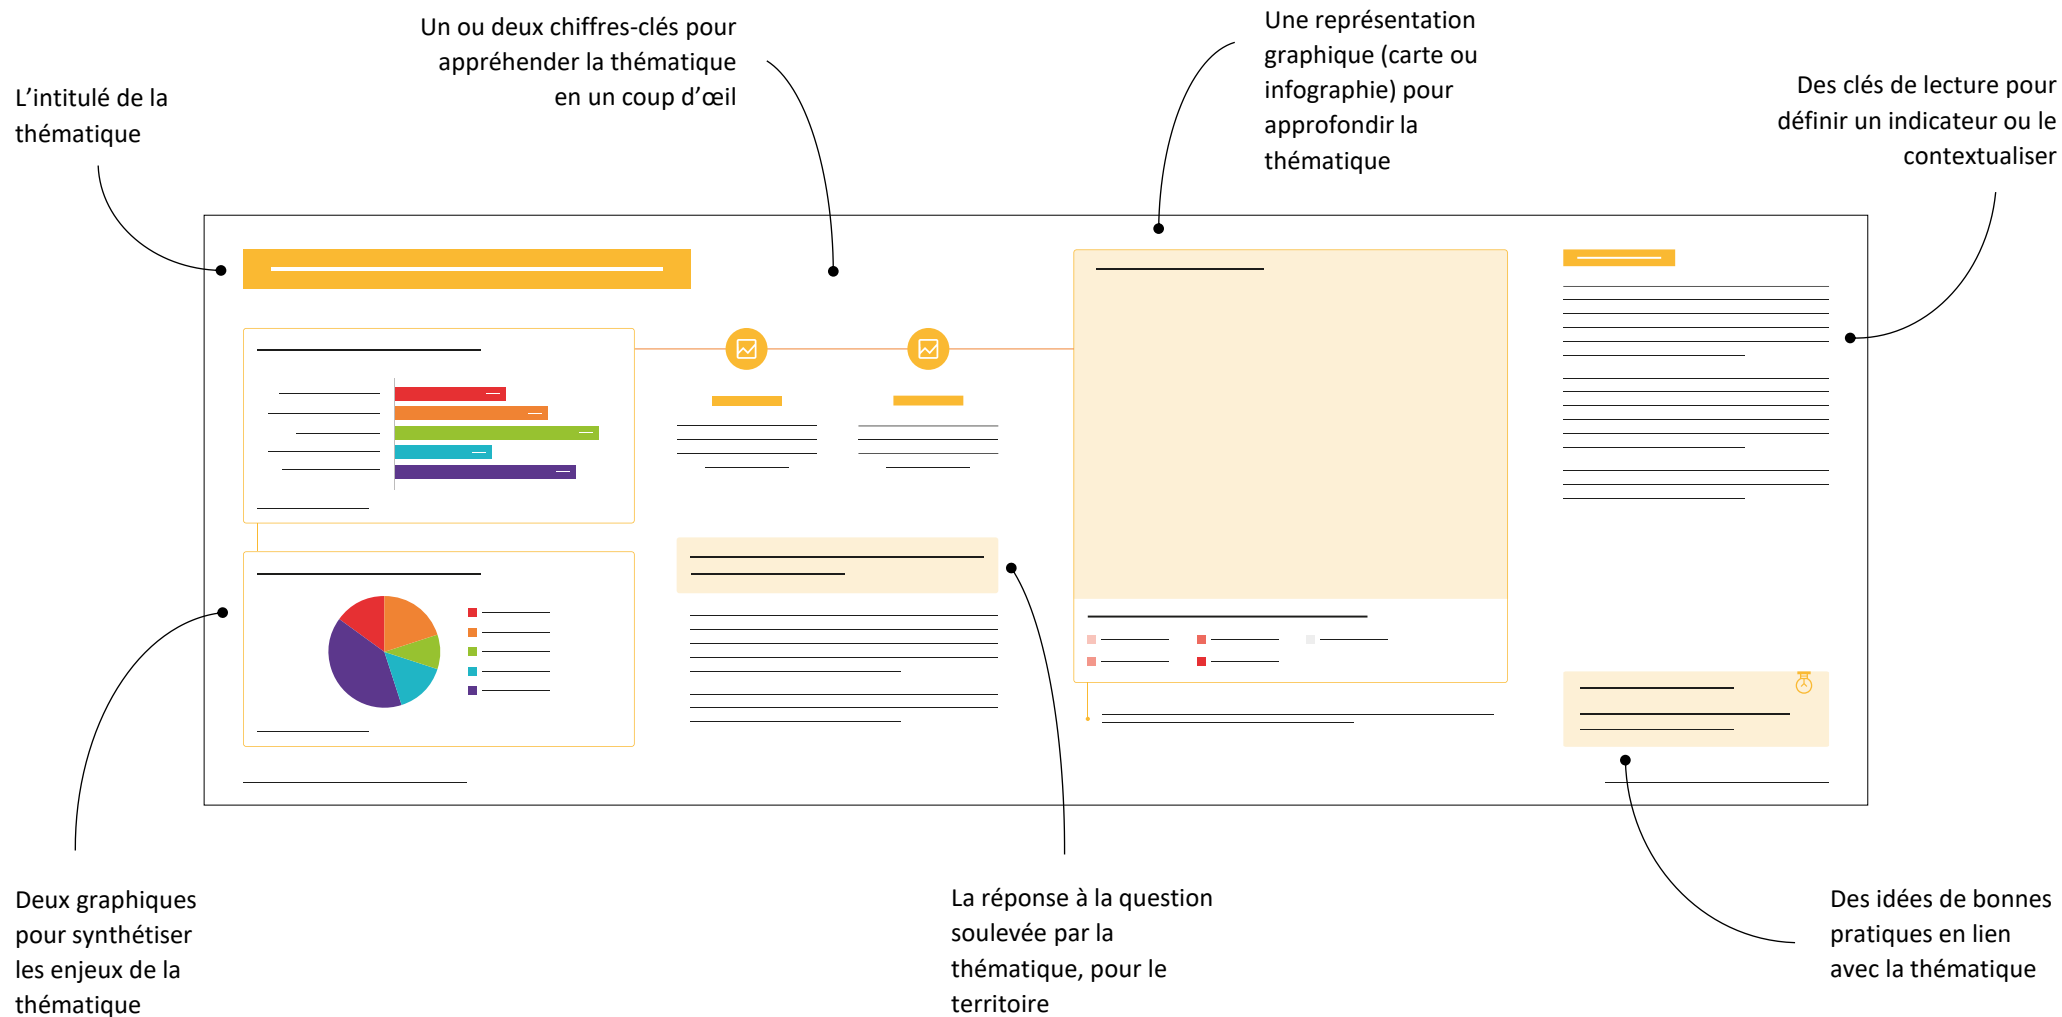 L’intitulé de la
thématique
Un ou deux chiffres-clés pour
appréhender la thématique
en un coup d’œil
Une représentation
graphique (carte ou
infographie) pour
approfondir la
thématique
Des clés de lecture pour
définir un indicateur ou le
contextualiser
Deux graphiques
pour synthétiser
les enjeux de la
thématique
La réponse à la question
soulevée par la
thématique, pour le
territoire
Des idées de bonnes
pratiques en lien
avec la thématique